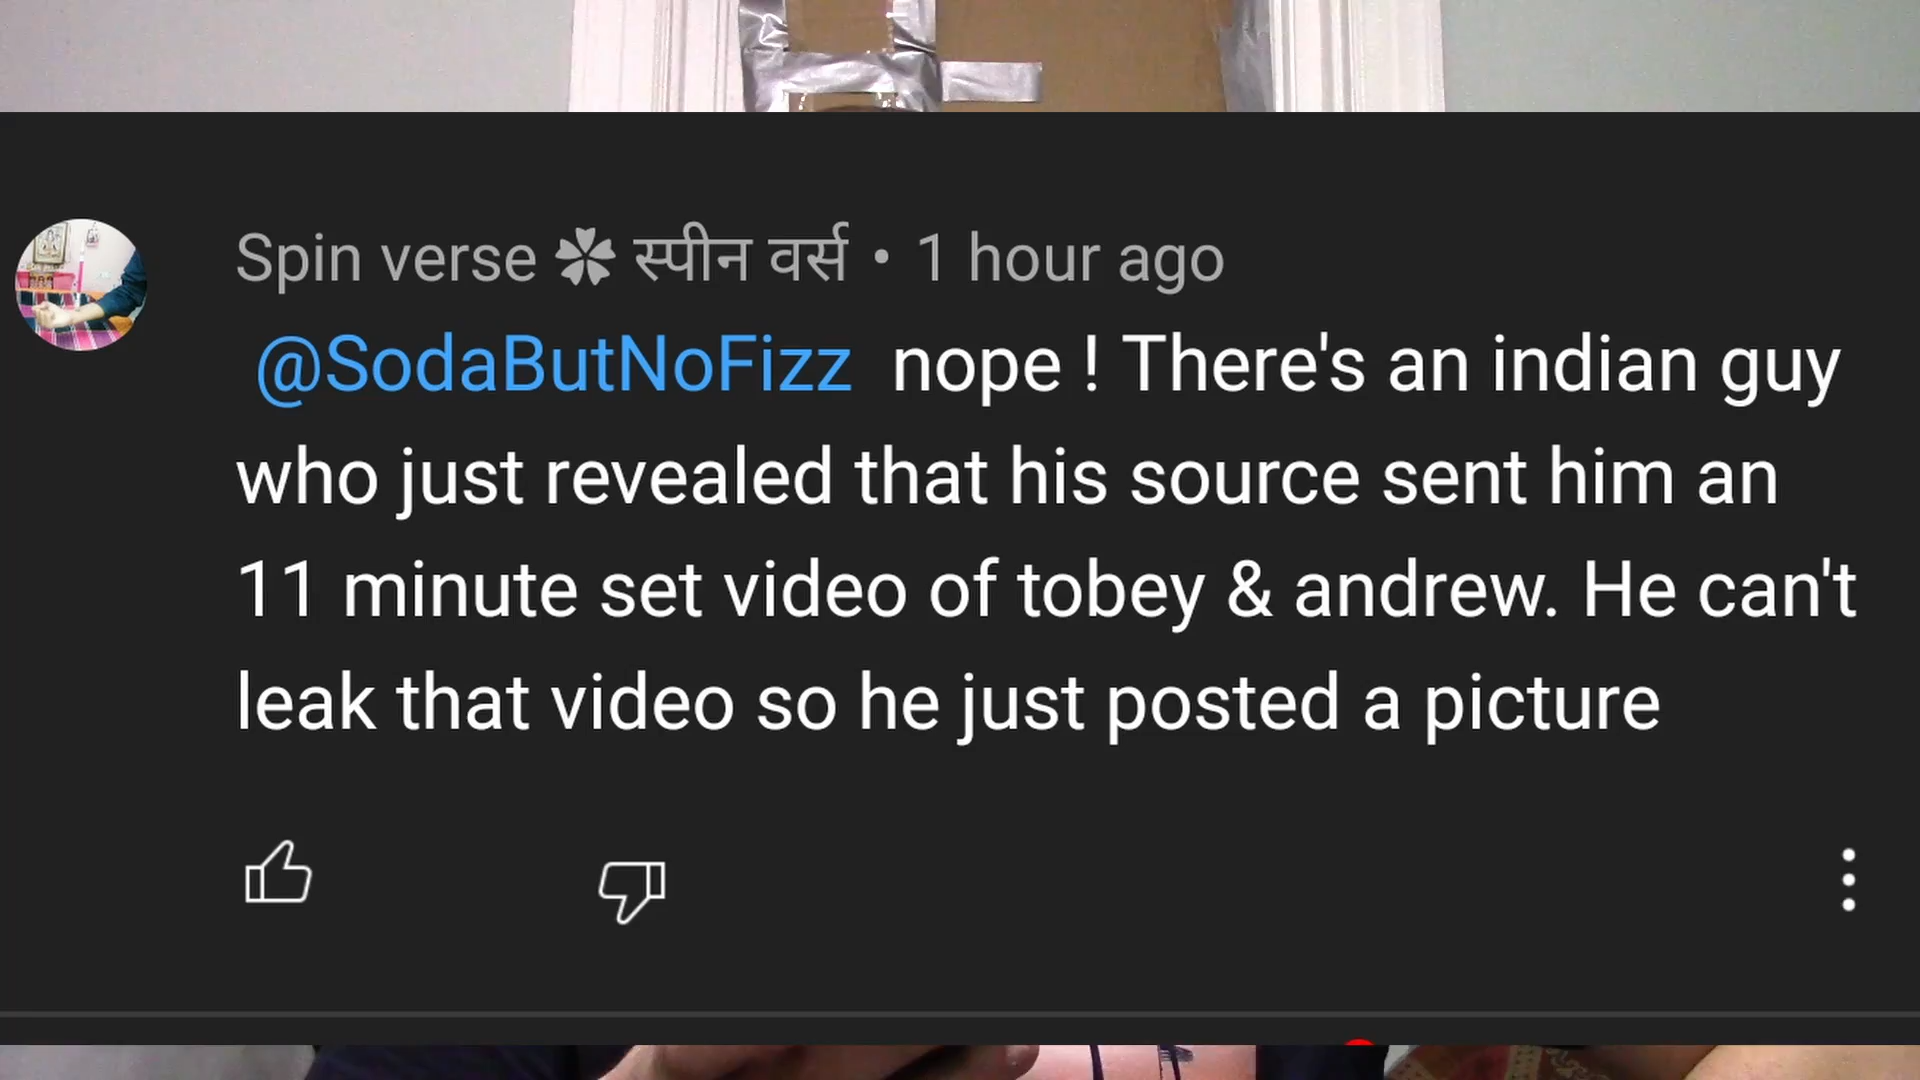 Spin verse ✽ स्पीन वर्स • 1 hour ago
@SodaButNoFizz nope ! There's an indian guy
who just revealed that his source sent him an
11 minute set video of tobey & andrew. He can't
leak that video so he just posted a picture